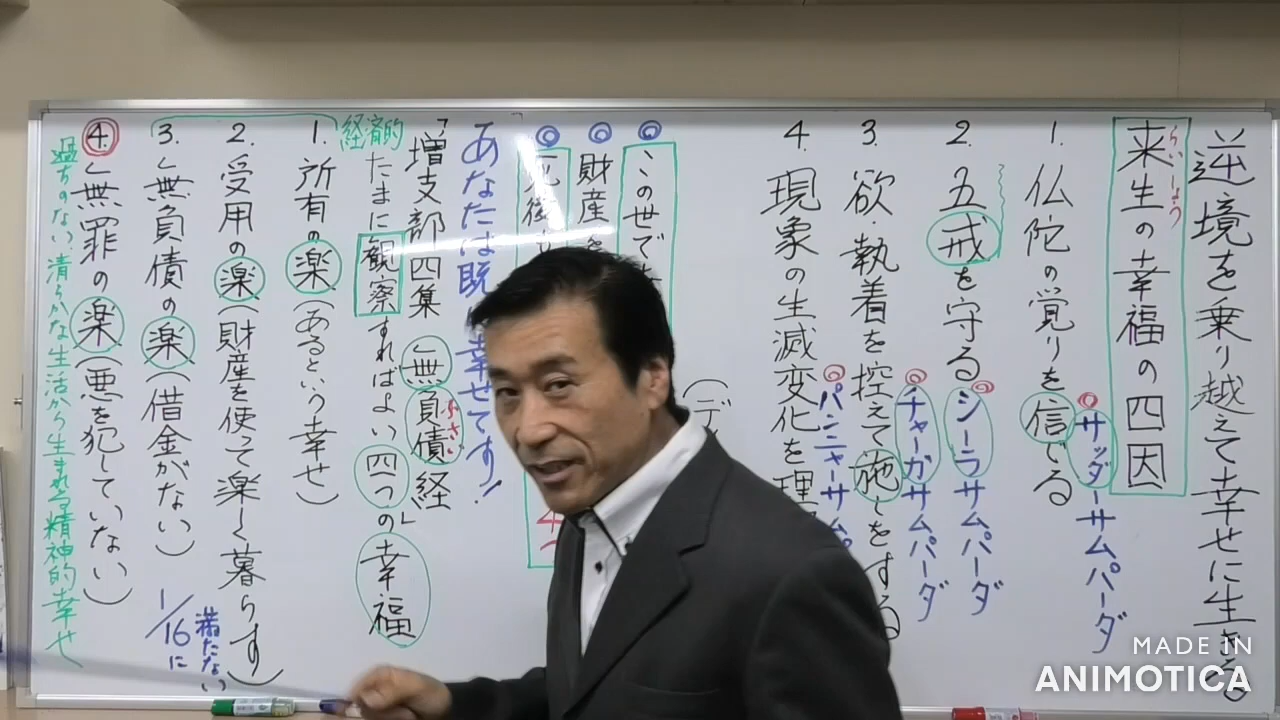 逆境を乗り越えて幸せに生きる
らいしょう
来生の幸福の四因
1. 仏陀の覚りを信じる
サッダーサムパーダ
2. 五戒を守る
シーラサムパーダ
3. 欲・執着を控えて施しをする
チャーガサムパーダ
4. 現象の生滅変化を理
パンニャーサム
(デ
◎この世で
◎財産を
◎死後も
4つ
あなたは既に幸せです!
「増支部四集 無負債経」
ふさい
たまに観察すればよい四つの幸福
経済的
1. 所有の楽(あるという幸せ)
2. 受用の楽(財産を使って楽しく暮らす)
3. 無負債の楽(借金がない)
1/16に
満たない
4. 無罪の楽(悪を犯していない)
過ちのない、清らかな生活から生まれる精神的幸せ
MADE IN
ANIMOTICA